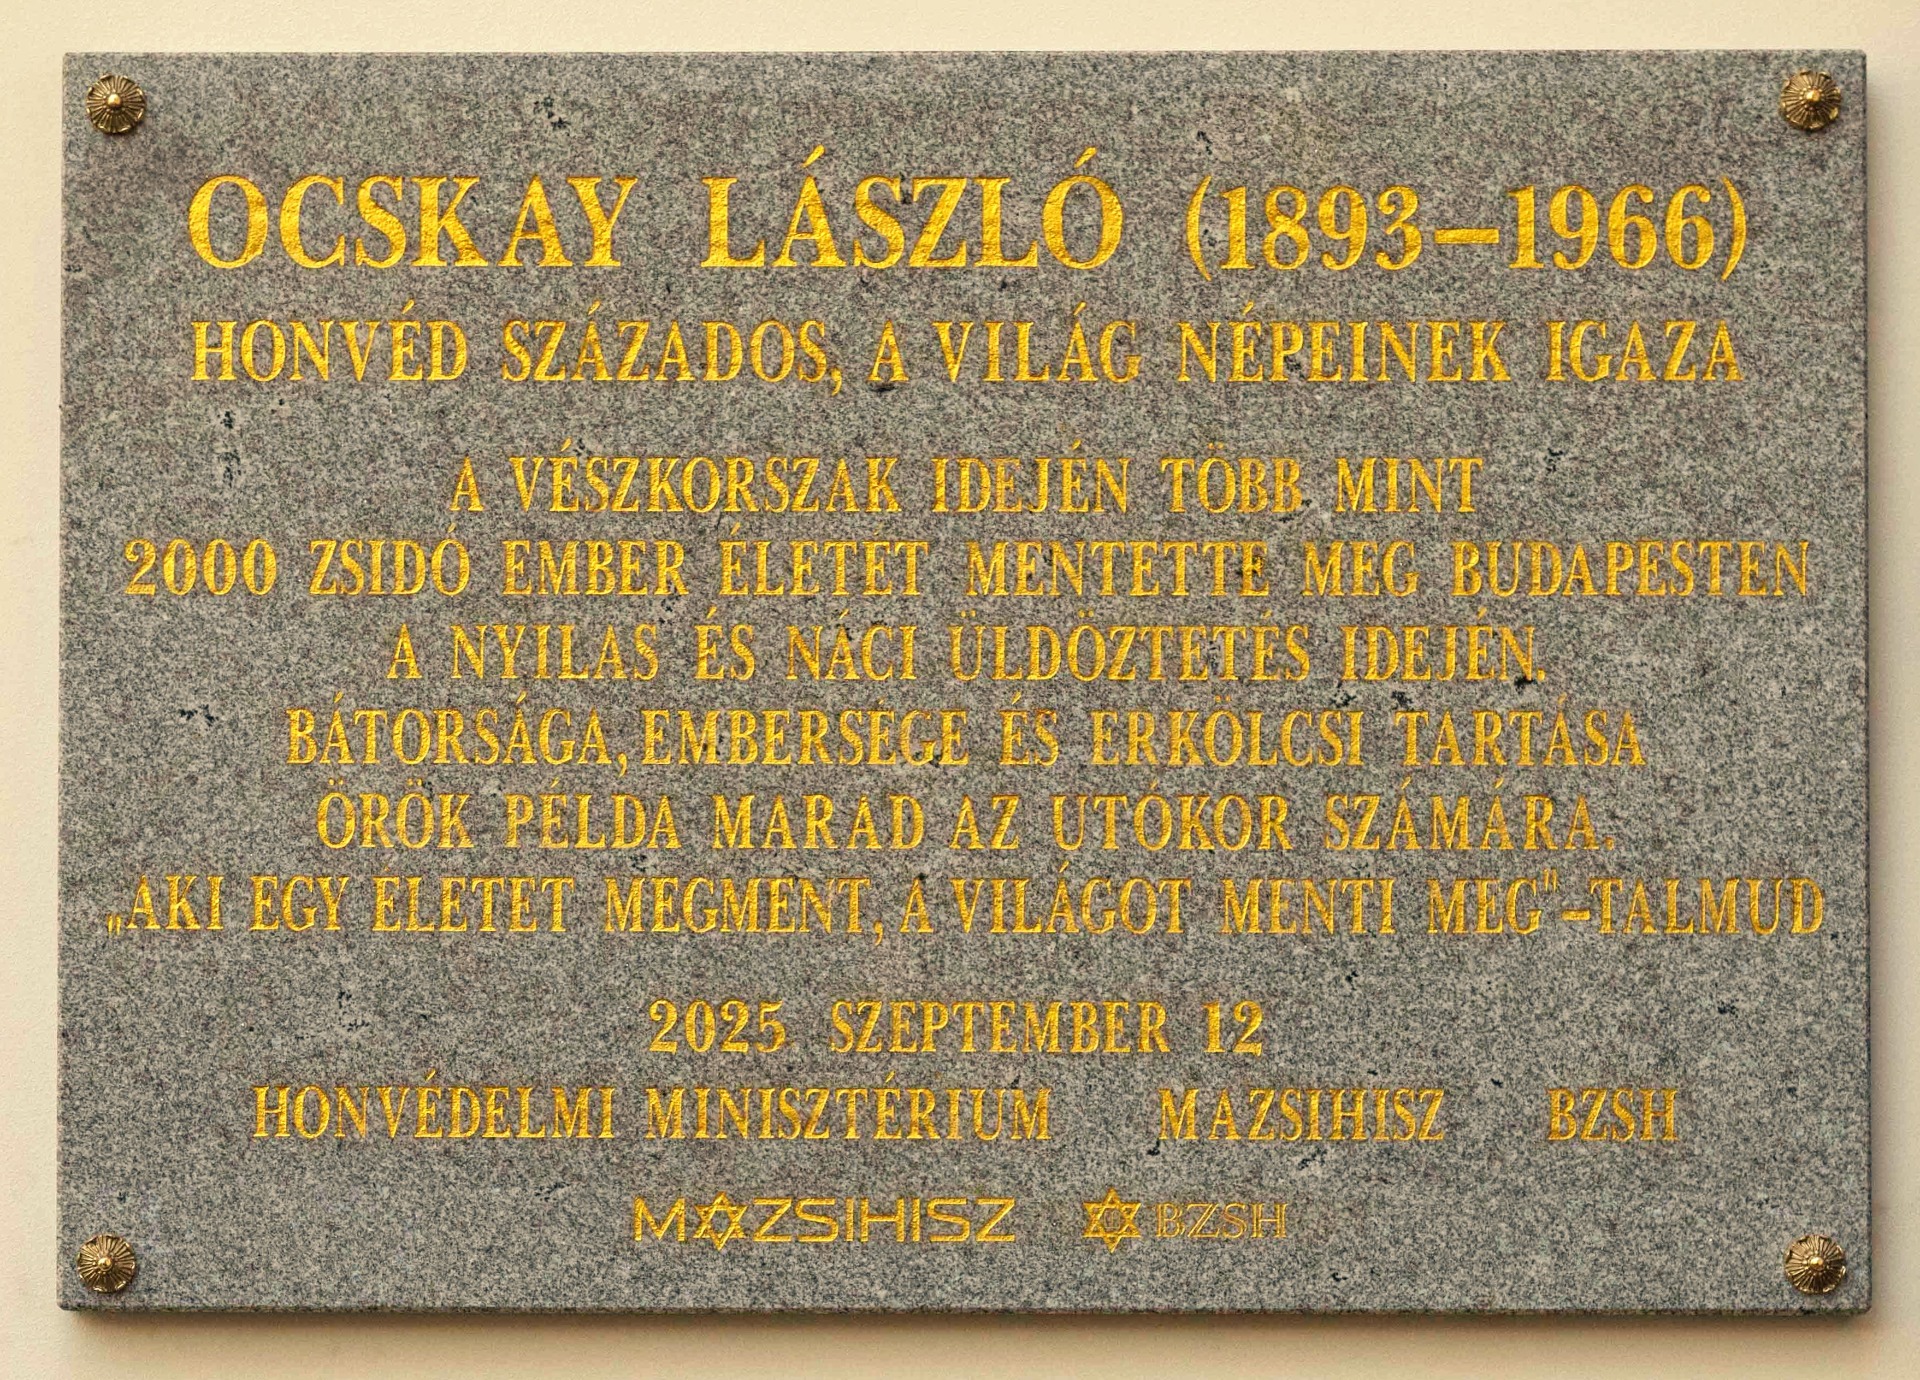 OCSKAY LÁSZLÓ (1893–1966)
HONVÉD SZÁZADOS, A VILÁG NÉPEINEK IGAZA
A VÉSZKORSZAK IDEJÉN TÖBB MINT
2000 ZSIDÓ EMBER ÉLETÉT MENTETTE MEG BUDAPESTEN
A NYILAS ÉS NÁCI ÜLDÖZTETÉS IDEJÉN.
BÁTORSÁGA, EMBERSÉGE ÉS ERKÖLCSI TARTÁSA
ÖRÖK PÉLDA MARAD AZ UTÓKOR SZÁMÁRA.
„AKI EGY ÉLETET MEGMENT, A VILÁGOT MENTI MEG"-TALMUD
2025 SZEPTEMBER 12
HONVÉDELMI MINISZTÉRIUM MAZSIHISZ BZSH
MAZSIHISZ BZSH